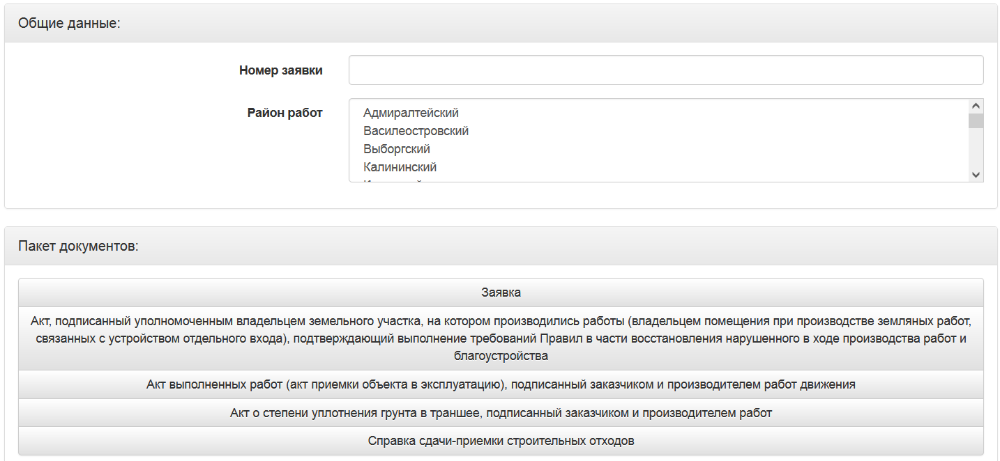 Общие данные:
Номер заявки
Район работ
Адмиралтейский
Василеостровский
Выборгский
Калининский
Пакет документов:
Заявка
Акт, подписанный уполномоченным владельцем земельного участка, на котором производились работы (владельцем помещения при производстве земляных работ,
связанных с устройством отдельного входа), подтверждающий выполнение требований Правил в части восстановления нарушенного в ходе производства работ и
благоустройства
Акт выполненных работ (акт приемки объекта в эксплуатацию), подписанный заказчиком и производителем работ движения
Акт о степени уплотнения грунта в траншее, подписанный заказчиком и производителем работ
Справка сдачи-приемки строительных отходов